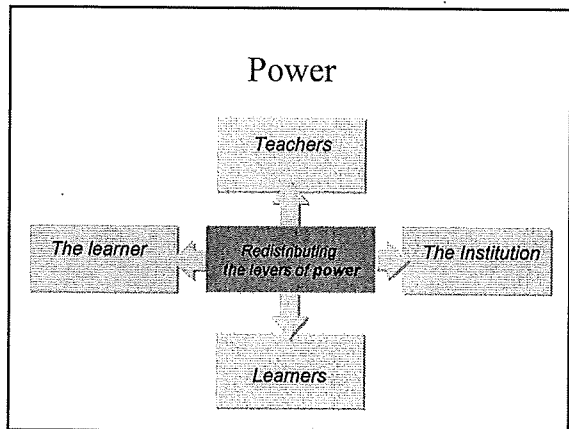 Power
Teachers
The learner
Redistributing
the levers of power
The Institution
Learners